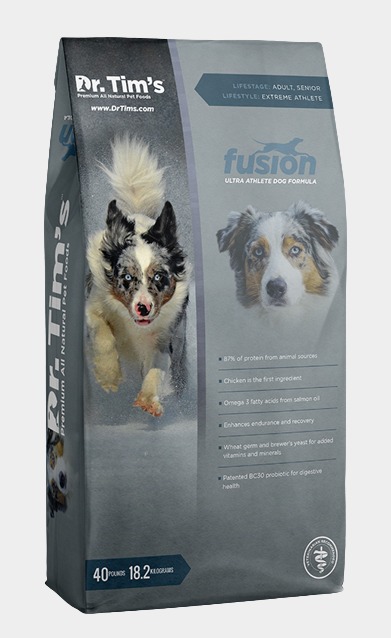 Dr. Tim's
Premium All Natural Pet Foods
www.DrTims.com
LIFESTAGE: ADULT, SENIOR
LIFESTYLE: EXTREME ATHLETE
fusion
ULTRA ATHLETE DOG FORMULA
87% of protein from animal sources
Chicken is the first ingredient
Omega 3 fatty acids from salmon oil
Enhances endurance and recovery
Wheat germ and brewer's yeast for added
vitamins and minerals
Patented BC30 probiotic for digestive
health
40 POUNDS 18.2 KILOGRAMS
Dr. Tim's
Premium All Natural Pet Foods